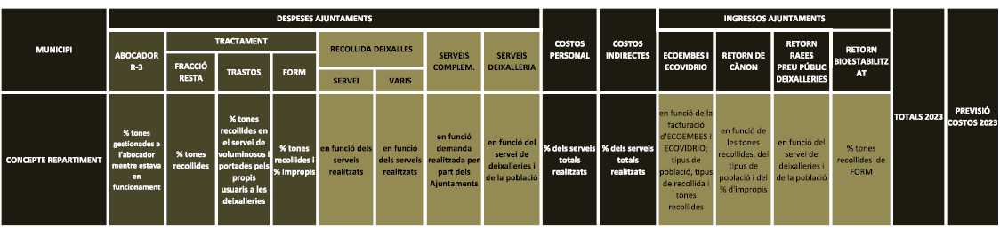 DESPESES AJUNTAMENTS
INGRESSOS AJUNTAMENTS
MUNICIPI
ABOCADOR
R-3
TRACTAMENT
FRACCIÓ
RESTA
TRASTOS
FORM
RECOLLIDA DEIXALLES
SERVEI
VARIS
SERVEIS
COMPLEM.
SERVEIS
DEIXALLERIA
COSTOS
PERSONAL
COSTOS
INDIRECTES
ECOEMBES I
ECOVIDRIO
RETORN DE
CÀNON
RETORN
RAEES
PREU PÚBLIC
DEIXALLERIES
RETORN
BIOESTABILITZ
AT
TOTALS 2023
PREVISIÓ
COSTOS 2023
CONCEPTE REPARTIMENT
% tones
gestionades a
l'abocador
mentre estava
en
funcionament
% tones
recollides
% tones
recollides en
el servei de
voluminosos i
portades pels
propis
usuaris a les
deixalleries
% tones
recollides i
% impropis
en funció dels
serveis
realitzats
en funció
dels serveis
realitzats
en funció
demanda
realitzada per
part dels
Ajuntaments
en funció del
servei de
deixalleries i
de la població
% dels serveis
totals
realitzats
% dels serveis
totals
realitzats
en funció de la
facturació
d'ECOEMBES I
ECOVIDRIO;
tipus de
població, tipus
de recollida i
tones
recollides
en funció de
les tones
recollides, del
tipus de
població i del
% d'impropis
en funció del
servei de
deixalleries i
de la població
% tones
recollides de
FORM